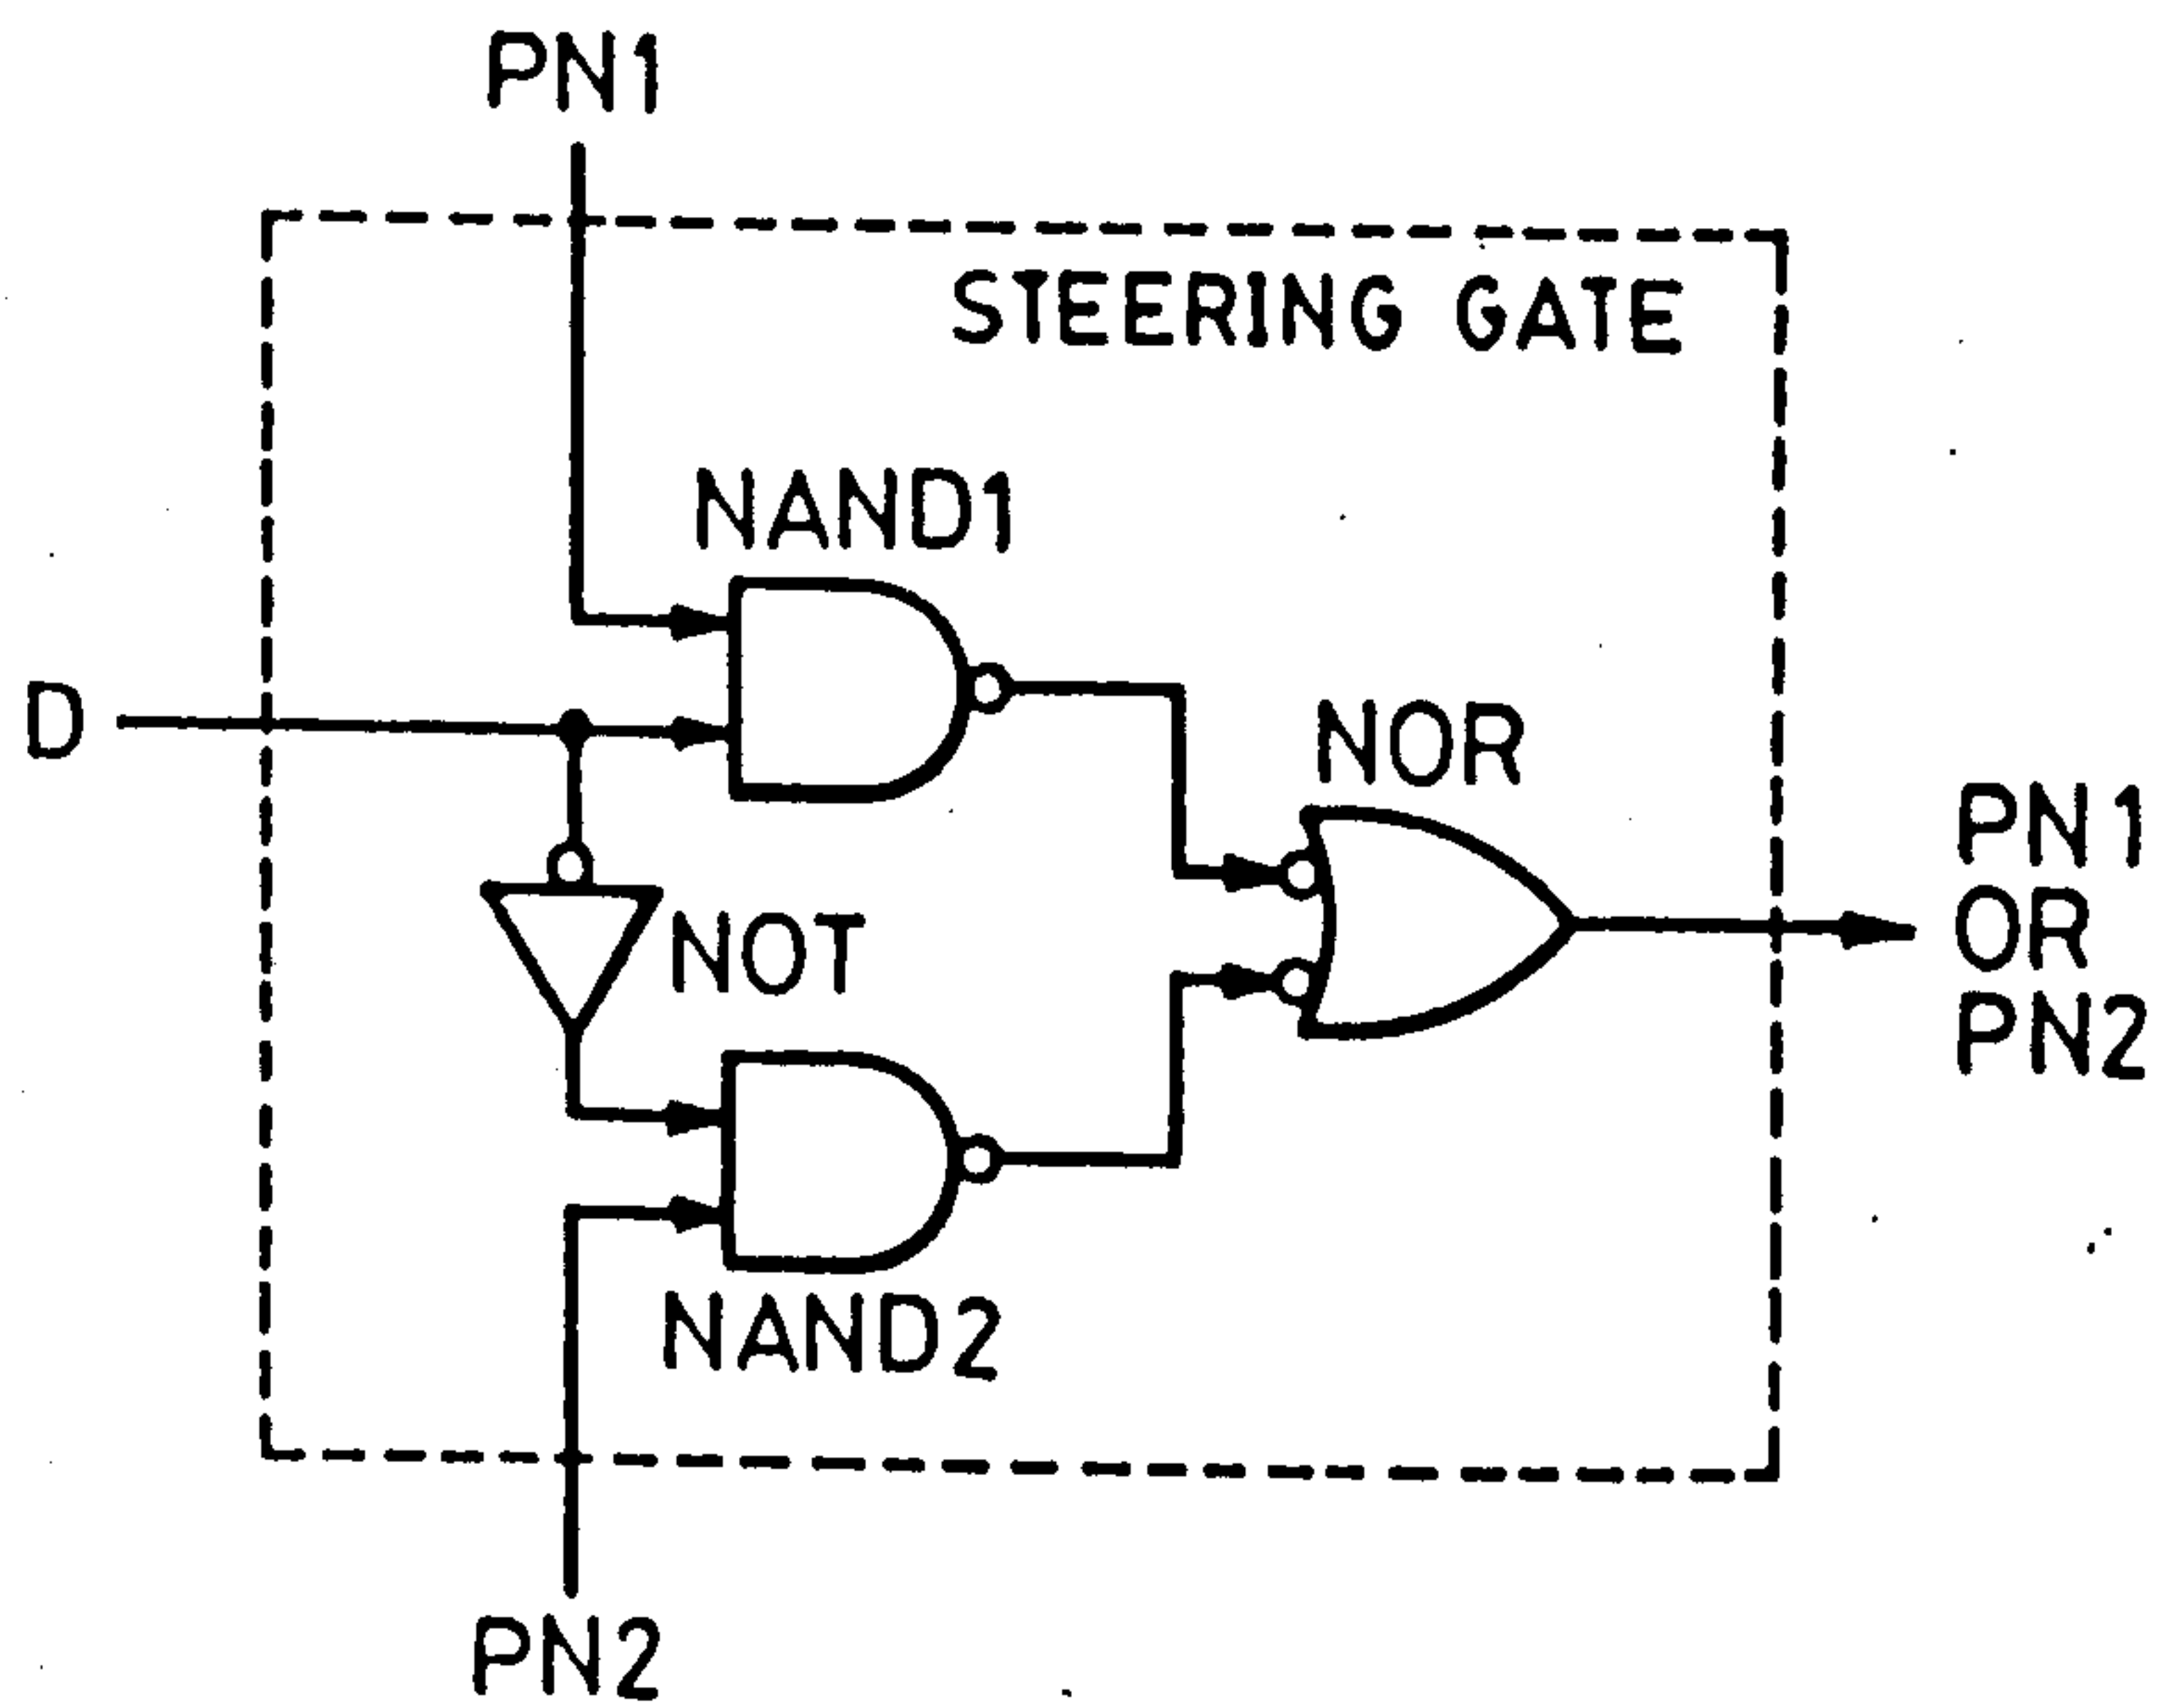 PN1
STEERING GATE
NAND1
D
NOR
PN1
OR
PN2
NOT
NAND2
PN2